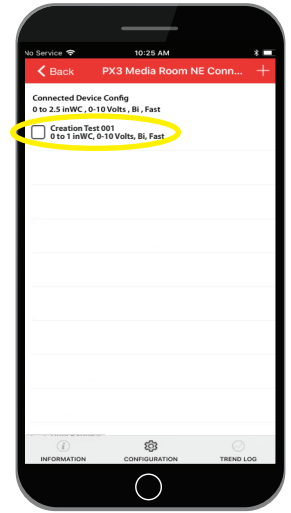 No Service 10:25 AM
Back PX3 Media Room NE Conn... +
Connected Device Config
0 to 2.5 inWC , 0-10 Volts , Bi , Fast
Creation Test 001
0 to 1 inWC, 0-10 Volts, Bi, Fast
INFORMATION CONFIGURATION TREND LOG